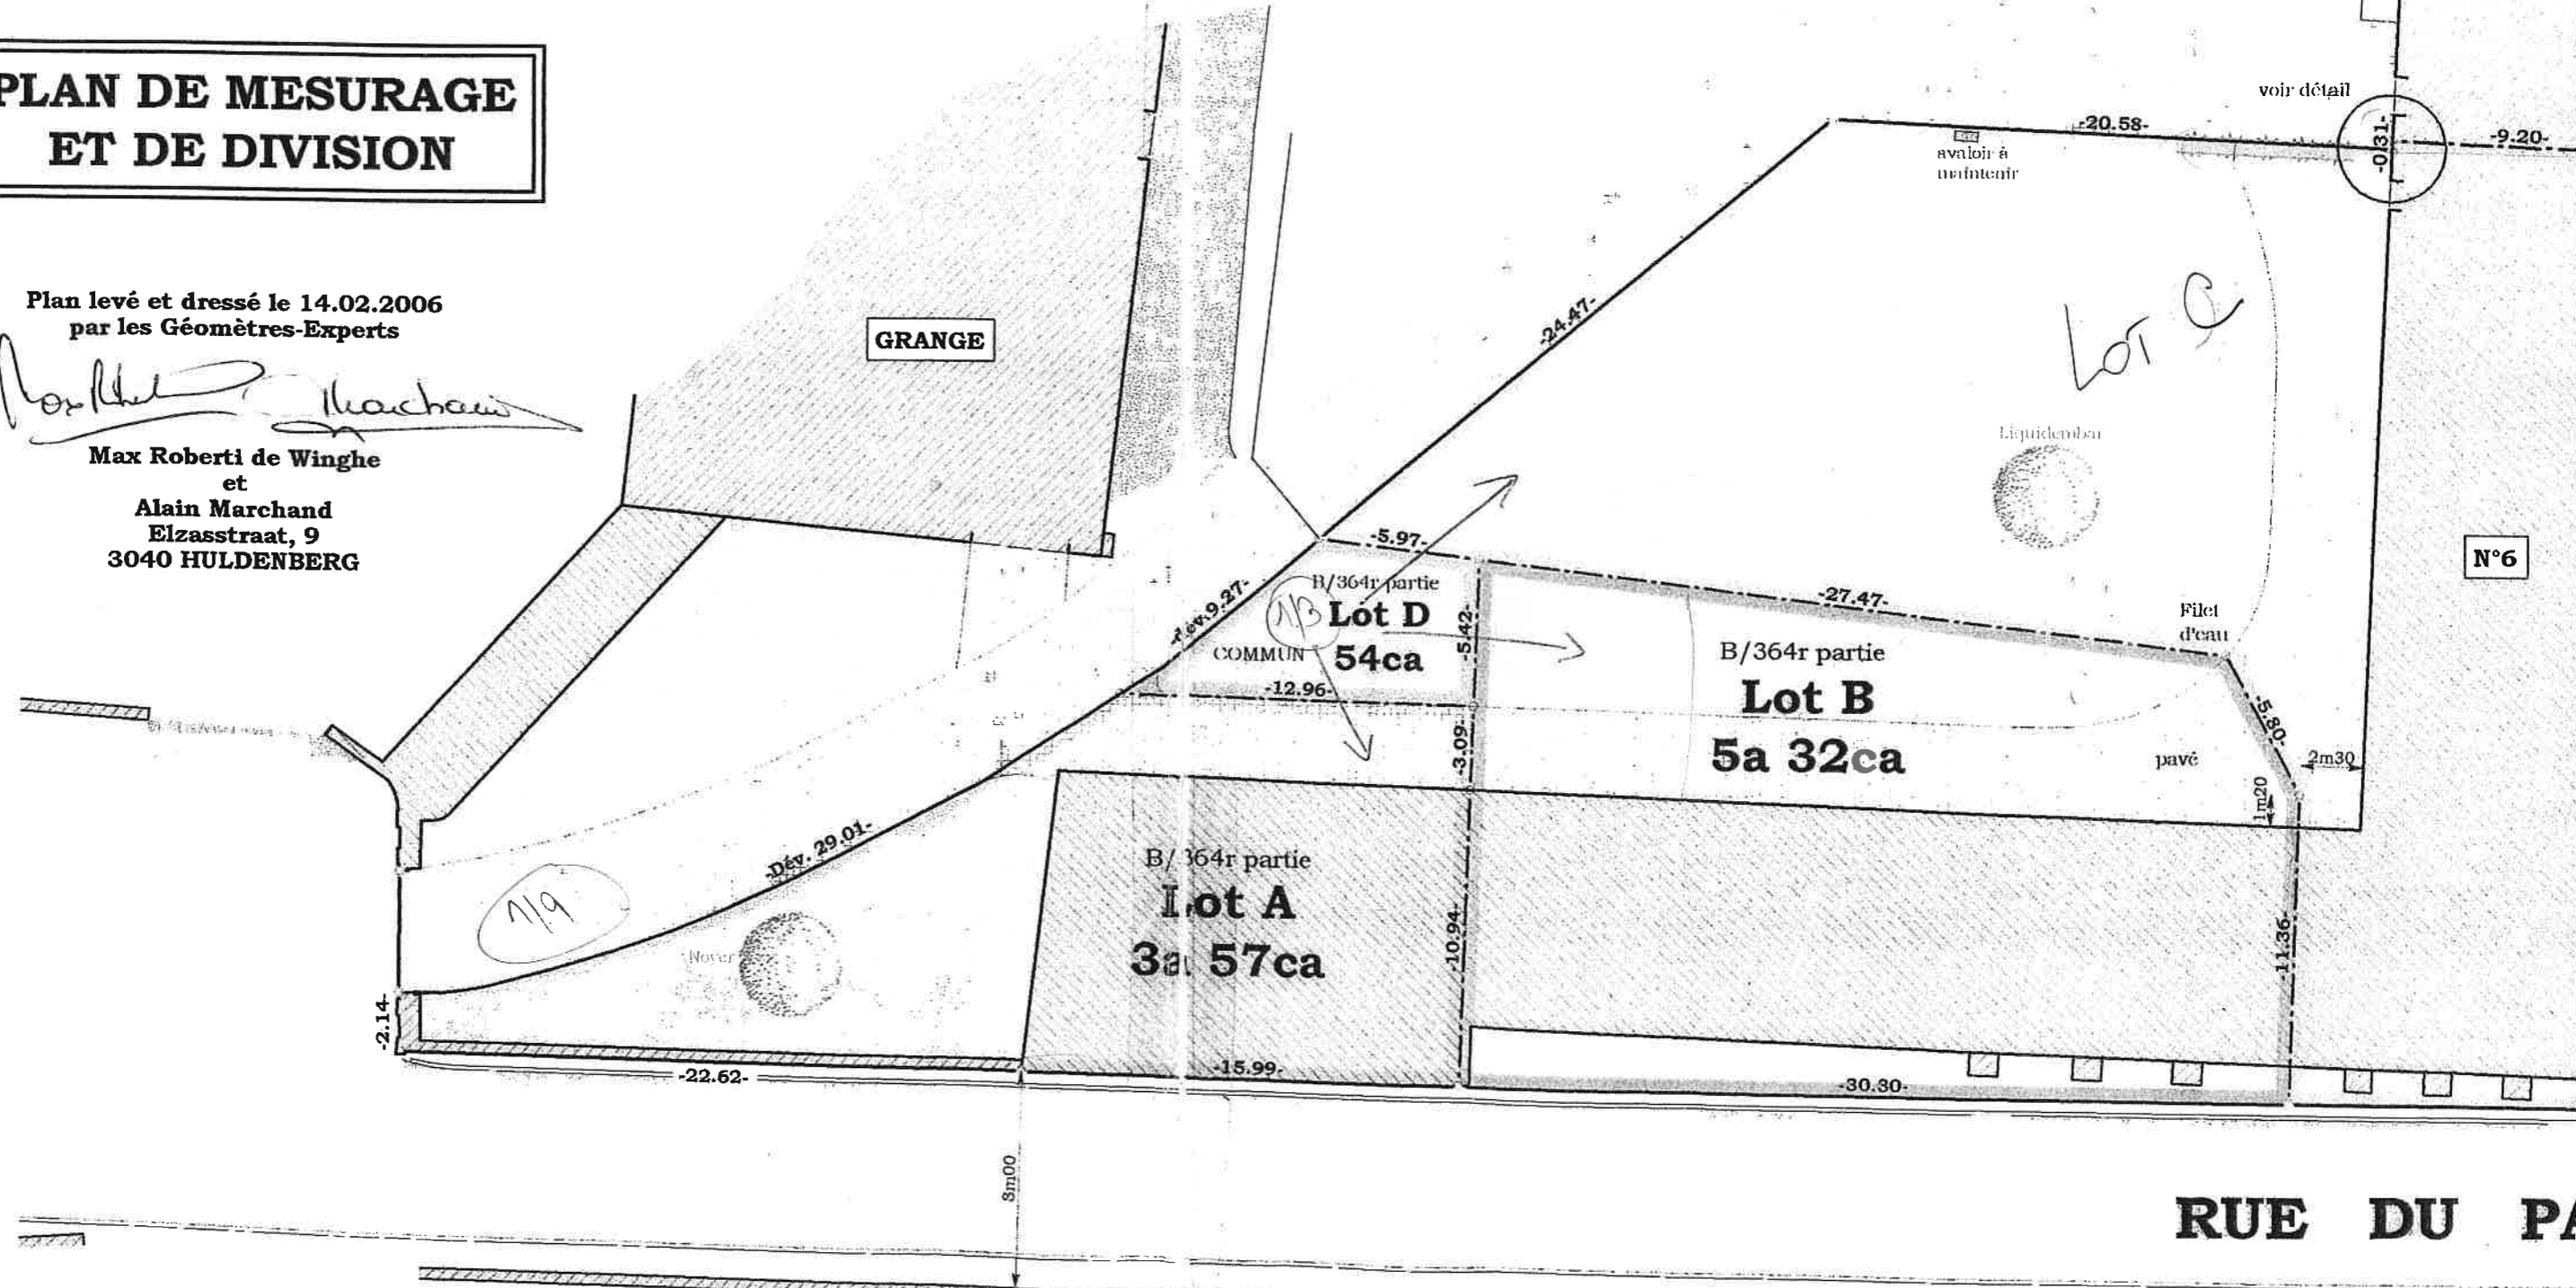 PLAN DE MESURAGE
ET DE DIVISION
Plan levé et dressé le 14.02.2006
par les Géomètres-Experts
Max Roberti de Winghe
et
Alain Marchand
Elzasstraat, 9
3040 HULDENBERG
GRANGE
voir détail
-20.58-
-0.31-
-9.20-
avaloir à
maintenir
-24.47-
Lot C
Liquidembar
N°6
-5.97-
-27.47-
Filet
d'eau
-Dév.9.27-
1/3
B/364r partie
Lot D
COMMUN
54ca
-5.42-
-12.96-
B/364r partie
Lot B
5a 32ca
-3.09-
-5.80-
pavé
2m30
1m20
-Dév. 29.01-
1/9
Noyer
B/364r partie
Lot A
3a 57ca
-10.94-
-11.36-
-2.14-
-22.62-
-15.99-
-30.30-
8m00
RUE DU PA